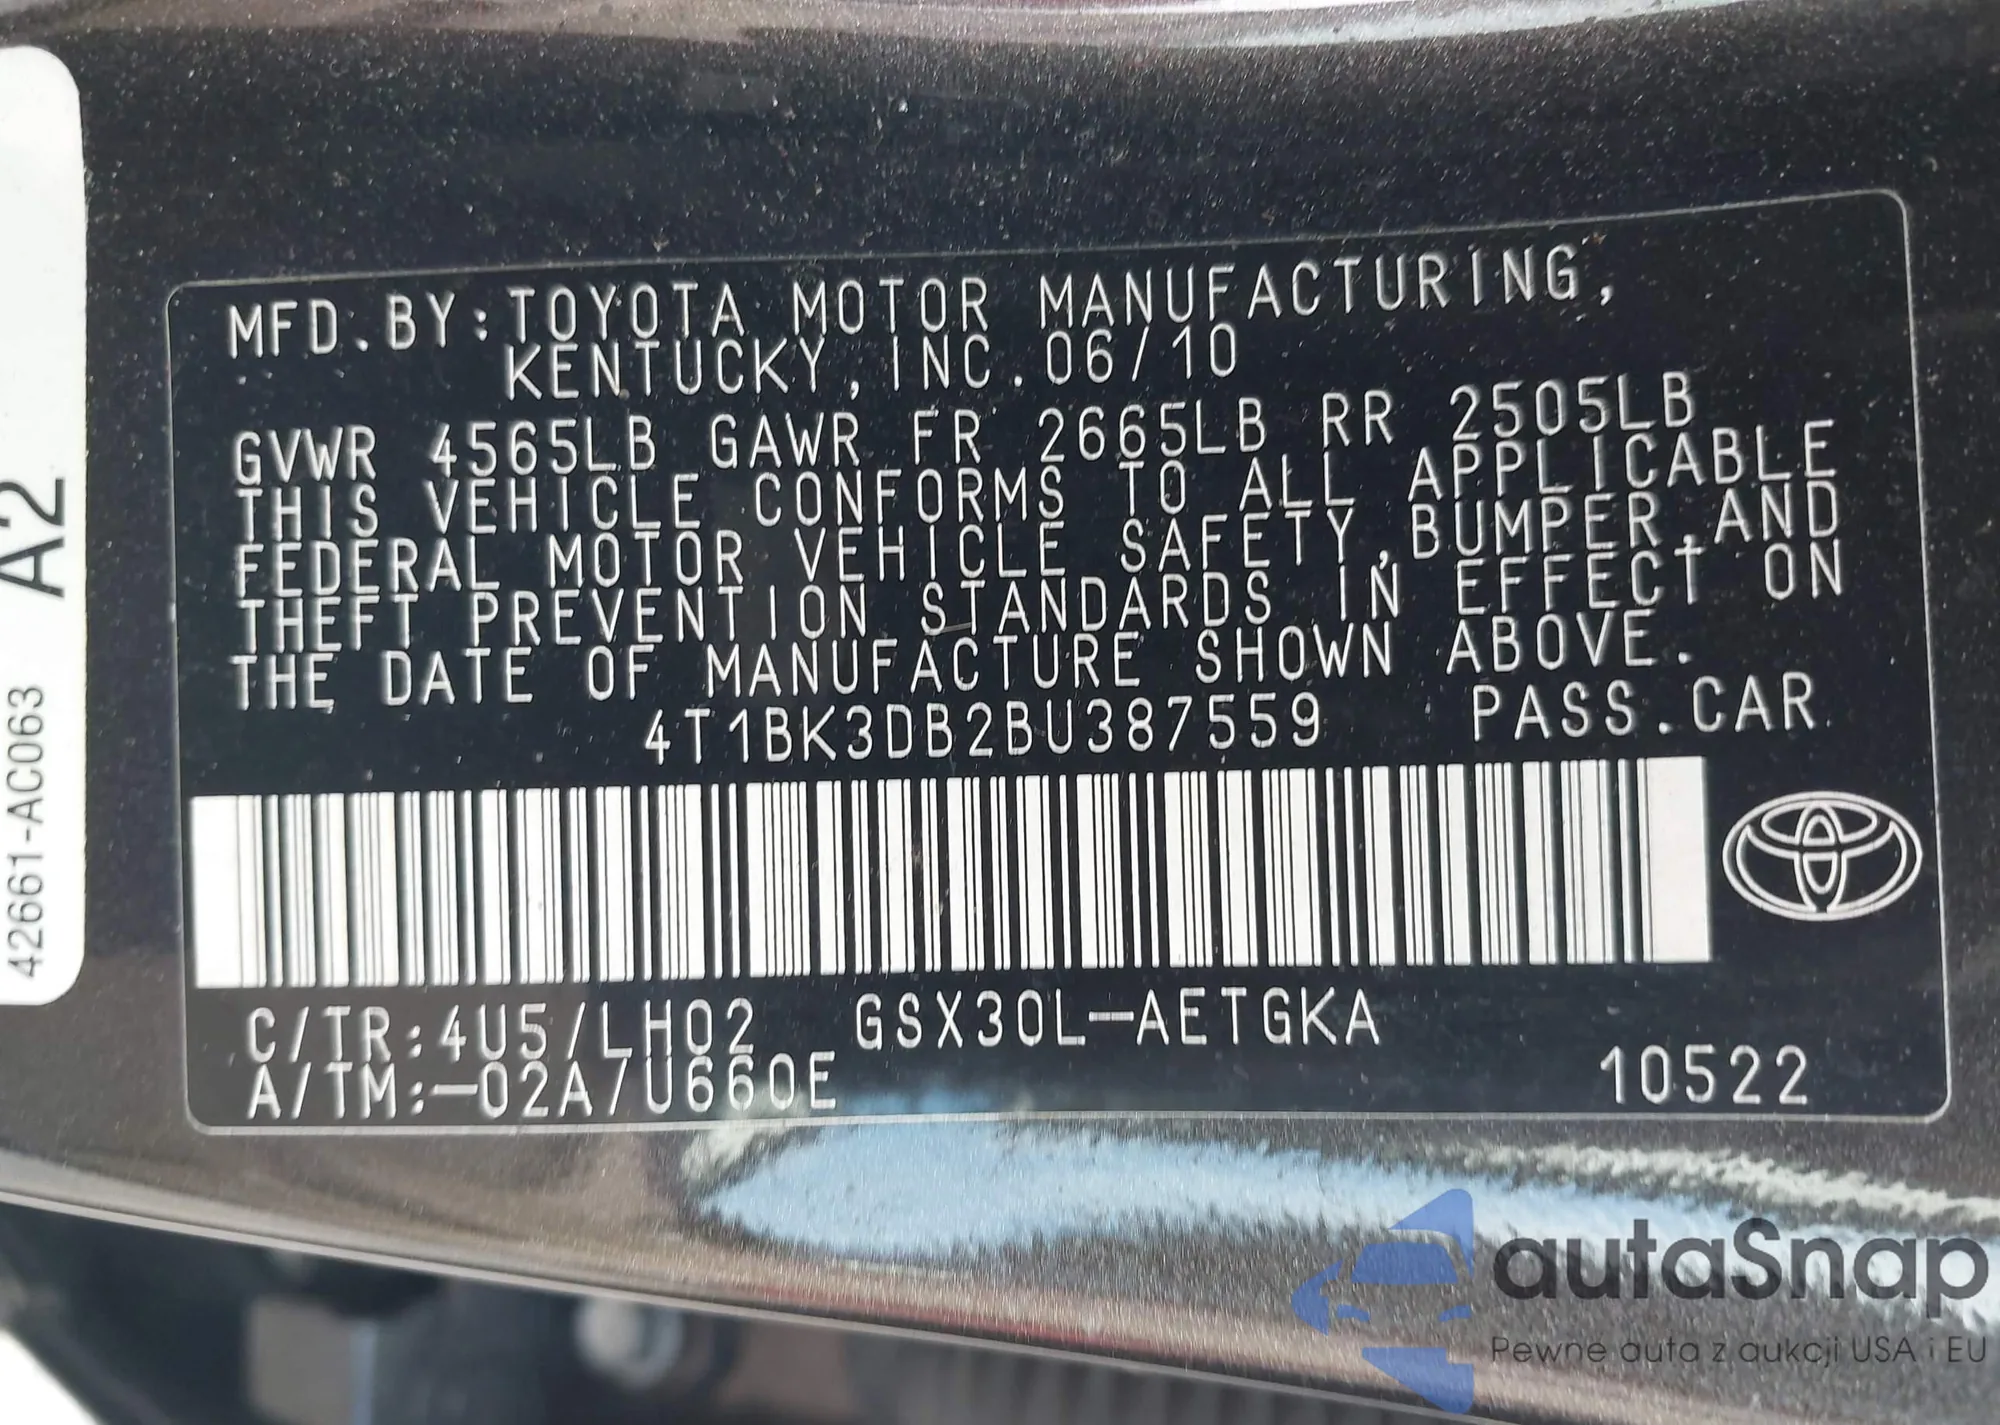 MFD.BY:TOYOTA MOTOR MANUFACTURING,
KENTUCKY, INC. 06/10
GVWR 4565LB GAWR FR 2665LB RR 2505LB
THIS VEHICLE CONFORMS TO ALL APPLICABLE
FEDERAL MOTOR VEHICLE SAFETY,BUMPER,AND
THEFT PREVENTION STANDARDS IN EFFECT ON
THE DATE OF MANUFACTURE SHOWN ABOVE.
4T1BK3DB2BU387559 PASS.CAR
C/TR:4U5/LH02 GSX30L-AETGKA
A/TM:-02A/U660E 10522
42661-AC063 A2
autaSnap
Pewne auta z aukcji USA i EU